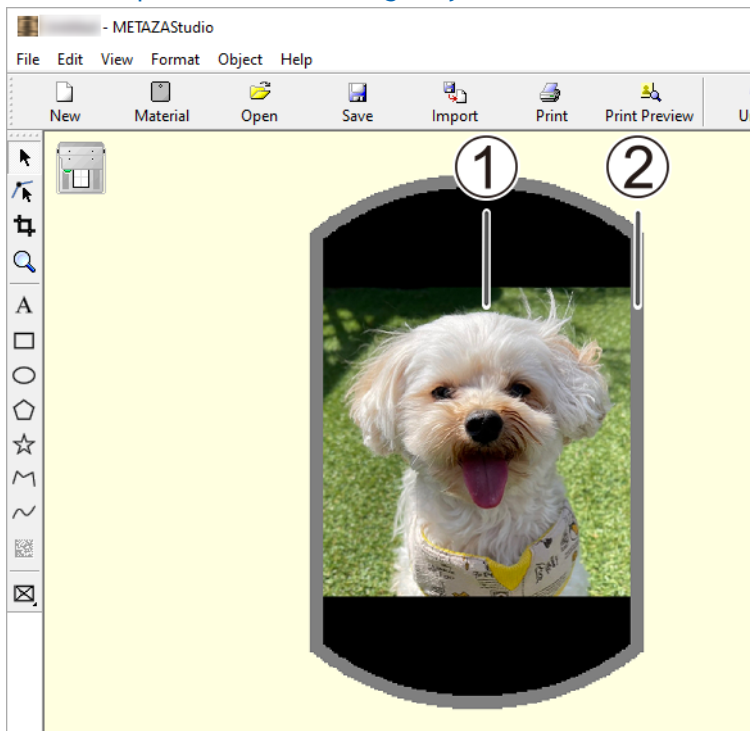 - METAZAStudio
File Edit View Format Object Help
New Material Open Save Import Print Print Preview
1 2
A